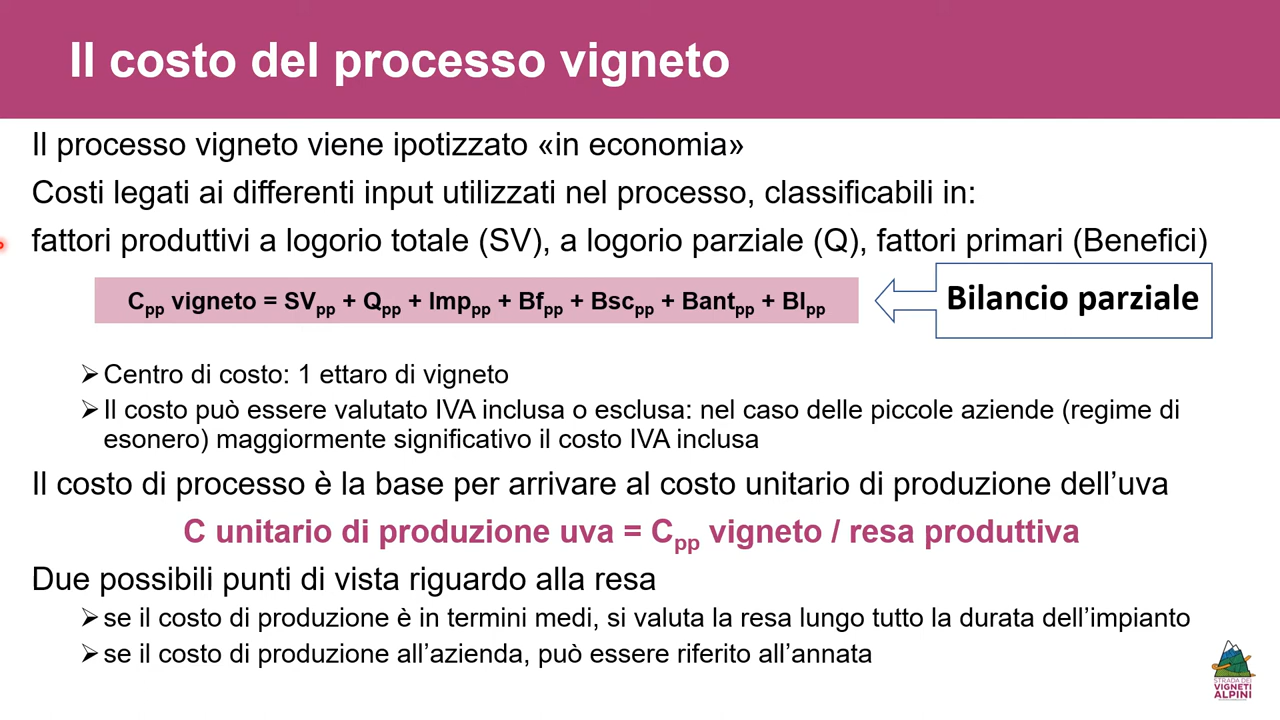 Il costo del processo vigneto
Il processo vigneto viene ipotizzato «in economia»
Costi legati ai differenti input utilizzati nel processo, classificabili in:
fattori produttivi a logorio totale (SV), a logorio parziale (Q), fattori primari (Benefici)
Cpp vigneto = SVpp + Qpp + Imppp + Bfpp + Bscpp + Bantpp + BIpp
Bilancio parziale
➢Centro di costo: 1 ettaro di vigneto
➢Il costo può essere valutato IVA inclusa o esclusa: nel caso delle piccole aziende (regime di
esonero) maggiormente significativo il costo IVA inclusa
Il costo di processo è la base per arrivare al costo unitario di produzione dell’uva
C unitario di produzione uva = Cpp vigneto / resa produttiva
Due possibili punti di vista riguardo alla resa
➢se il costo di produzione è in termini medi, si valuta la resa lungo tutto la durata dell’impianto
➢se il costo di produzione all’azienda, può essere riferito all’annata
STRADA DEI
VIGNETI
ALPINI